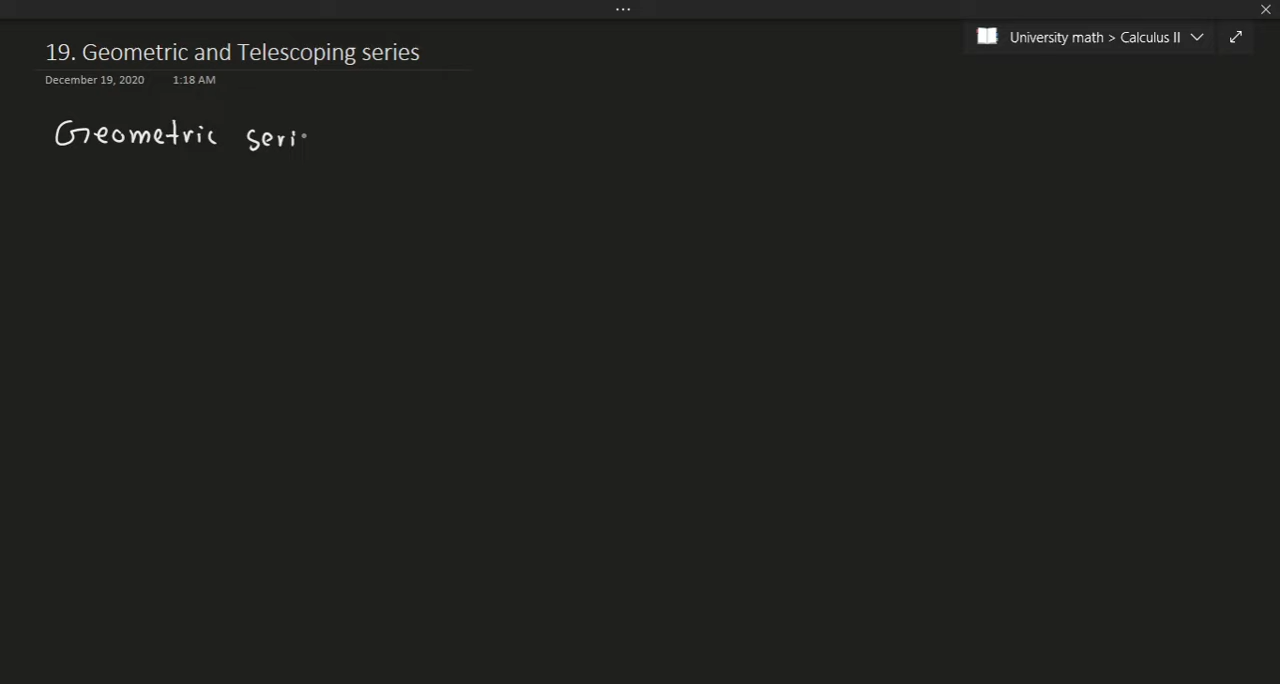 ...
University math > Calculus II
19. Geometric and Telescoping series
December 19, 2020 1:18 AM
Geometric seri